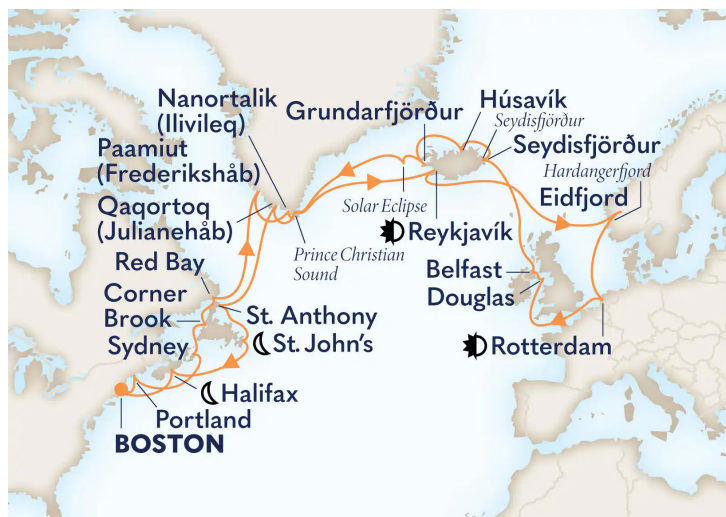 Nanortalik
(Ilivileq)
Paamiut
(Frederikshåb)
Qaqortoq
(Julianehåb)
Red Bay
Corner
Brook
Sydney
Grundarfjörður
Húsavík
Seydisfjörður
Seydisfjörður
Hardangerfjord
Eidfjord
Solar Eclipse
Reykjavík
Prince Christian
Sound
Belfast
Douglas
St. Anthony
St. John's
Rotterdam
Halifax
Portland
BOSTON